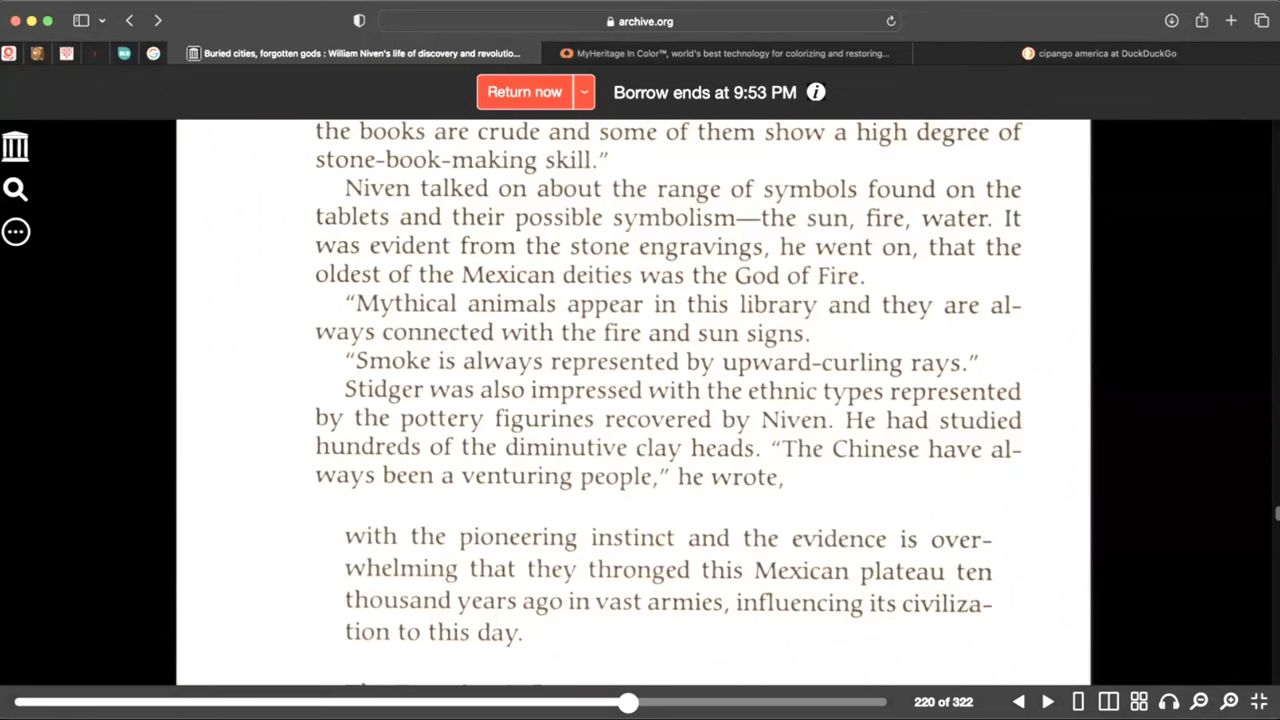 archive.org
Buried cities, forgotten gods : William Niven's life of discovery and revolutio...
MyHeritage In Color™, world's best technology for colorizing and restoring...
cipango america at DuckDuckGo
Return now
Borrow ends at 9:53 PM
the books are crude and some of them show a high degree of
stone-book-making skill.”
Niven talked on about the range of symbols found on the
tablets and their possible symbolism—the sun, fire, water. It
was evident from the stone engravings, he went on, that the
oldest of the Mexican deities was the God of Fire.
“Mythical animals appear in this library and they are al-
ways connected with the fire and sun signs.
“Smoke is always represented by upward-curling rays.”
Stidger was also impressed with the ethnic types represented
by the pottery figurines recovered by Niven. He had studied
hundreds of the diminutive clay heads. “The Chinese have al-
ways been a venturing people,” he wrote,
with the pioneering instinct and the evidence is over-
whelming that they thronged this Mexican plateau ten
thousand years ago in vast armies, influencing its civiliza-
tion to this day.
220 of 322